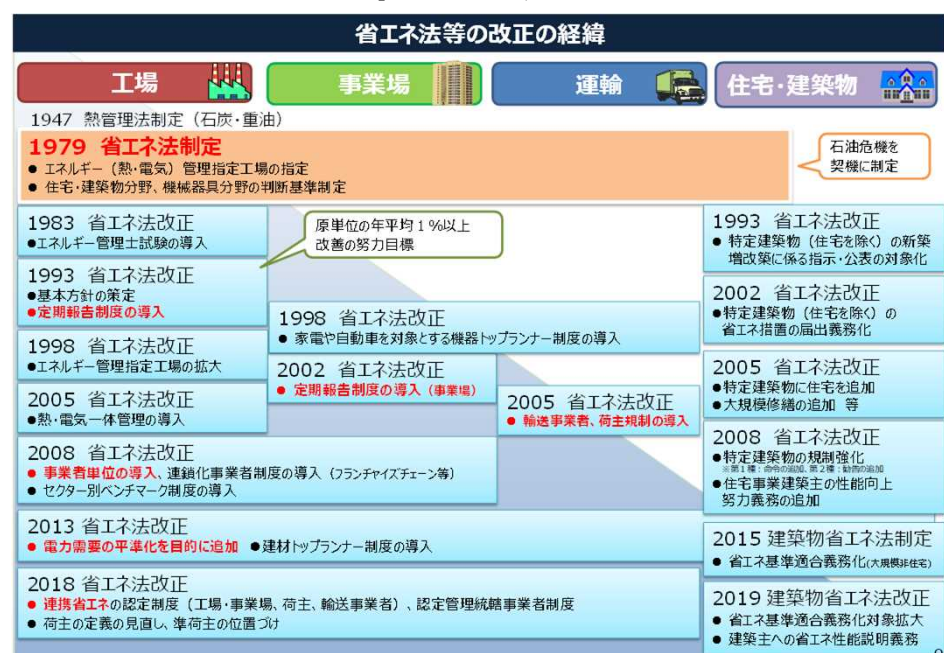 省エネ法等の改正の経緯
工場
事業場
運輸
住宅・建築物
1947 熱管理法制定（石炭・重油）
1979 省エネ法制定
● エネルギー（熱・電気）管理指定工場の指定
● 住宅・建築物分野、機械器具分野の判断基準制定
石油危機を
契機に制定
1983 省エネ法改正
●エネルギー管理士試験の導入
原単位の年平均１％以上
改善の努力目標
1993 省エネ法改正
●基本方針の策定
●定期報告制度の導入
1998 省エネ法改正
●エネルギー管理指定工場の拡大
2005 省エネ法改正
●熱・電気一体管理の導入
1998 省エネ法改正
● 家電や自動車を対象とする機器トップランナー制度の導入
2002 省エネ法改正
● 定期報告制度の導入（事業場）
2005 省エネ法改正
● 輸送事業者、荷主規制の導入
2008 省エネ法改正
● 事業者単位の導入、連鎖化事業者制度の導入（フランチャイズチェーン等）
● セクター別ベンチマーク制度の導入
2013 省エネ法改正
● 電力需要の平準化を目的に追加 ●建材トップランナー制度の導入
2018 省エネ法改正
● 連携省エネの認定制度（工場・事業場、荷主、輸送事業者）、認定管理統轄事業者制度
● 荷主の定義の見直し、準荷主の位置づけ
1993 省エネ法改正
● 特定建築物（住宅を除く）の新築
増改築に係る指示・公表の対象化
2002 省エネ法改正
●特定建築物（住宅を除く）の
省エネ措置の届出義務化
2005 省エネ法改正
●特定建築物に住宅を追加
●大規模修繕の追加 等
2008 省エネ法改正
●特定建築物の規制強化
※第１種：命令の追加、第２種：勧告の追加
●住宅事業建築主の性能向上
努力義務の追加
2015 建築物省エネ法制定
● 省エネ基準適合義務化(大規模非住宅)
2019 建築物省エネ法改正
● 省エネ基準適合義務化対象拡大
● 建築主への省エネ性能説明義務